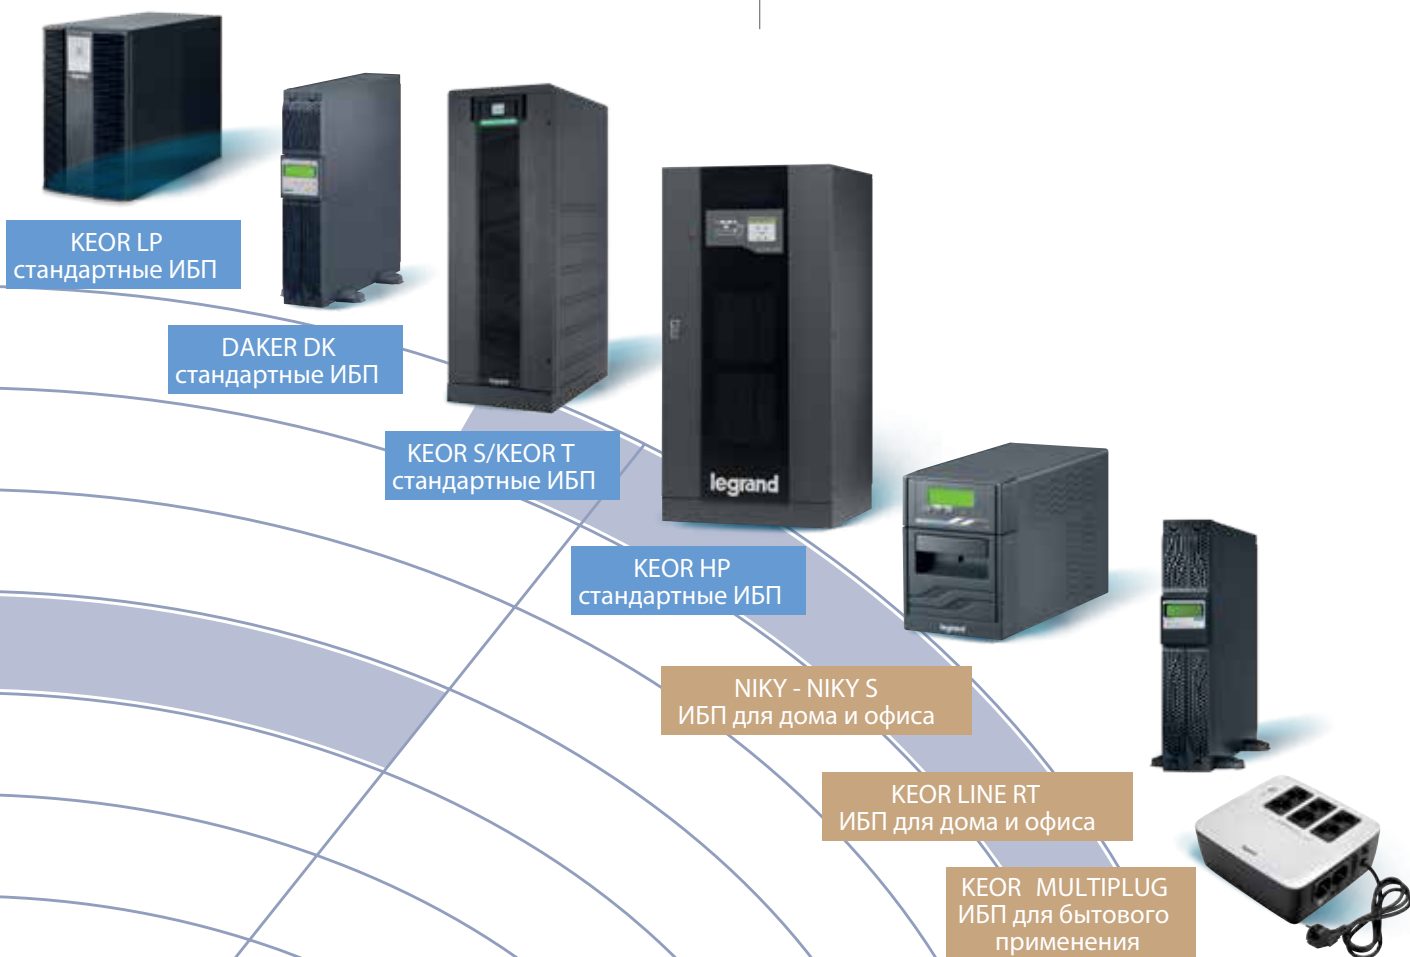 KEOR LP
стандартные ИБП
DAKER DK
стандартные ИБП
KEOR S/KEOR T
стандартные ИБП
legrand
KEOR HP
стандартные ИБП
legrand
NIKY - NIKY S
ИБП для дома и офиса
KEOR LINE RT
ИБП для дома и офиса
KEOR MULTIPLUG
ИБП для бытового
применения